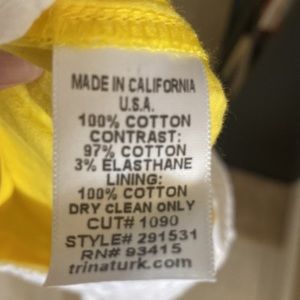 MADE IN CALIFORNIA
U.S.A.
100% COTTON
CONTRAST:
97% COTTON
3% ELASTHANE
LINING:
100% COTTON
DRY CLEAN ONLY
CUT# 1090
STYLE# 291531
RN# 93415
trinaturk.com